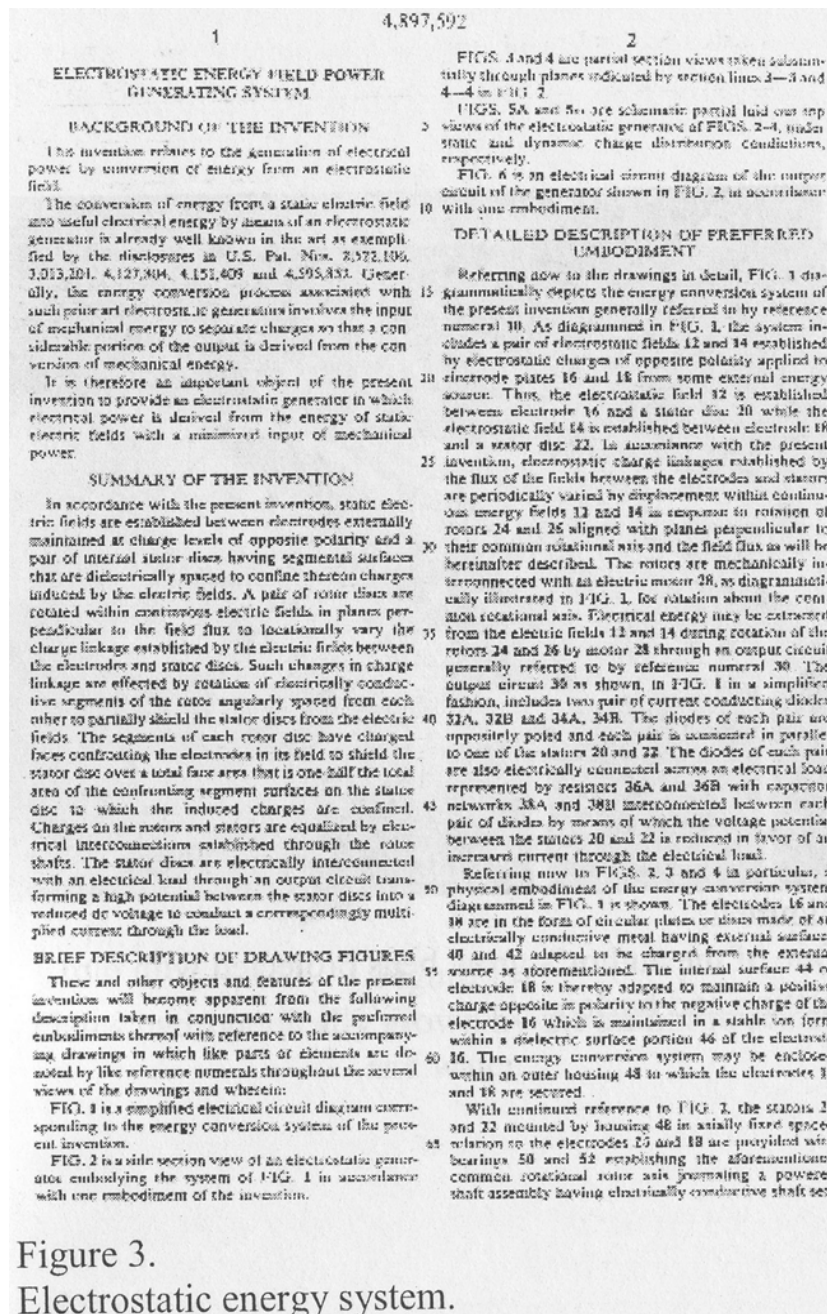 4,897,592
1
ELECTROSTATIC ENERGY FIELD POWER
GENERATING SYSTEM
BACKGROUND OF THE INVENTION
This invention relates to the generation of electrical
power by conversion of energy from an electrostatic
field.
The conversion of energy from a static electric field
into useful electrical energy by means of an electrostatic
generator is already well known in the art as exempli-
fied by the disclosures in U.S. Pat. Nos.
4,151,409 and Gener-
ally, the energy conversion process associated with
such prior art electrostatic generators involves the input
of mechanical energy to separate charges so that a con-
siderable portion of the output is derived from the con-
version of mechanical energy.
It is therefore an important object of the present
invention to provide an electrostatic generator in which
electrical power is derived from the energy of static
electric fields with a minimized input of mechanical
power.
SUMMARY OF THE INVENTION
In accordance with the present invention, static elec-
tric fields are established between electrodes externally
maintained at charge levels of opposite polarity and a
pair of internal stator discs having segmental surfaces
that are dielectrically spaced to confine thereon charges
induced by the electric fields. A pair of rotor discs are
rotated within continuous electric fields in planes per-
pendicular to the field flux to locationally vary the
charge linkage established by the electric fields between
the electrodes and stator discs. Such changes in charge
linkage are effected by rotation of electrically conduc-
tive segments of the rotor angularly spaced from each
other to partially shield the stator discs from the electric
fields. The segments of each rotor disc have charged
faces confronting the electrodes in its field to shield the
stator disc over a total face area that is one-half the total
area of the confronting segment surfaces on the stator
disc to which the induced charges are confined.
Charges on the rotors and stators are equalized by elec-
trical interconnections established through the rotor
shafts. The stator discs are electrically interconnected
with an electrical load through an output circuit trans-
forming a high potential between the stator discs into a
reduced dc voltage to conduct a correspondingly multi-
plied current through the load.
BRIEF DESCRIPTION OF DRAWING FIGURES
These and other objects and features of the present
invention will become apparent from the following
description taken in conjunction with the preferred
embodiments thereof with reference to the accompany-
ing drawings in which like parts or elements are de-
noted by like reference numerals throughout the several
views of the drawings and wherein:
FIG. 1 is a simplified electrical circuit diagram corre-
sponding to the energy conversion system of the pres-
ent invention.
FIG. 2 is a side section view of an electrostatic gener-
ator embodying the system of FIG. 1 in accordance
with one embodiment of the invention.
2
FIGS. 3 and 4 are partial section views taken substan-
tially through planes indicated by section lines 3—3 and
4—4 in FIG. 2.
FIGS. 5A and are schematic partial laid out top
5 views of the electrostatic generator of FIGS. 2-4, under
static and dynamic charge distribution conditions,
respectively.
FIG. 6 is an electrical circuit diagram of the output
circuit of the generator shown in FIG. 2, in accordance
10 with one embodiment.
DETAILED DESCRIPTION OF PREFERRED
EMBODIMENT
Referring now to the drawings in detail, FIG. 1 dia-
15 grammatically depicts the energy conversion system of
the present invention generally referred to by reference
numeral 10. As diagrammed in FIG. 1, the system in-
cludes a pair of electrostatic fields 12 and 14 established
by electrostatic charges of opposite polarity applied to
20 electrode plates 16 and 18 from some external energy
source. Thus, the electrostatic field 12 is established
between electrode 16 and a stator disc 20 while the
electrostatic field 14 is established between electrode 18
and a stator disc 22. In accordance with the present
25 invention, electrostatic charge linkages established by
the flux of the fields between the electrodes and stators
are periodically varied by displacement within continu-
ous energy fields 12 and 14 in response to rotation of
rotors 24 and 26 aligned with planes perpendicular to
30 their common rotational axis and the field flux as will be
hereinafter described. The rotors are mechanically in-
terconnected with an electric motor 28, as diagrammati-
cally illustrated in FIG. 1, for rotation about the com-
mon rotational axis. Electrical energy may be extracted
35 from the electric fields 12 and 14 during rotation of the
rotors 24 and 26 by motor 28 through an output circuit
generally referred to by reference numeral 30. The
output circuit 30 as shown, in FIG. 1 in a simplified
fashion, includes two pair of current conducting diodes
40 32A, 32B and 34A, 34B. The diodes of each pair are
oppositely poled and each pair is connected in parallel
to one of the stators 20 and 22. The diodes of each pair
are also electrically connected across an electrical load
represented by resistors 36A and 36B with capacitor
45 networks 38A and 38B interconnected between each
pair of diodes by means of which the voltage potential
between the stators 20 and 22 is reduced in favor of an
increased current through the electrical load.
Referring now to FIGS. 2, 3 and 4 in particular, a
50 physical embodiment of the energy conversion system
diagrammed in FIG. 1 is shown. The electrodes 16 and
18 are in the form of circular plates or discs made of an
electrically conductive metal having external surfaces
40 and 42 adapted to be charged from the external
55 source as aforementioned. The internal surface 44 of
electrode 18 is thereby adapted to maintain a positive
charge opposite in polarity to the negative charge of the
electrode 16 which is maintained in a stable ion form
within a dielectric surface portion 46 of the electrode
60 16. The energy conversion system may be enclosed
within an outer housing 48 to which the electrodes
and 18 are secured.
With continued reference to FIG. 2, the stators
and 22 mounted by housing 48 in axially fixed spaced
65 relation to the electrodes and 18 are provided with
bearings 50 and 52 establishing the aforementioned
common rotational rotor axis journaling a powered
shaft assembly having electrically conductive shaft
Figure 3.
Electrostatic energy system.